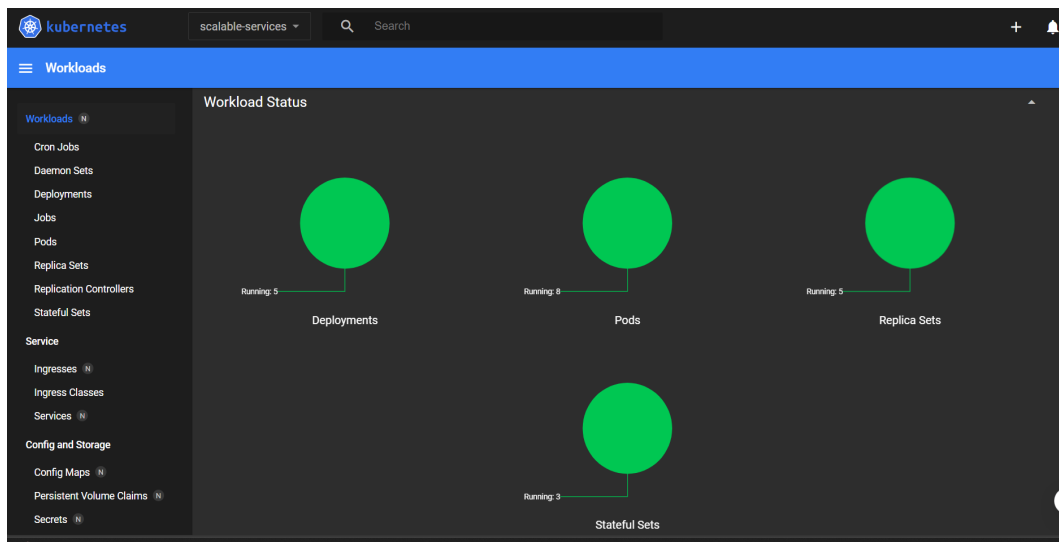 kubernetes
scalable-services
Search
Workloads
Workload Status
Workloads N
Cron Jobs
Daemon Sets
Deployments
Jobs
Pods
Replica Sets
Replication Controllers
Stateful Sets
Service
Ingresses N
Ingress Classes
Services N
Config and Storage
Config Maps N
Persistent Volume Claims N
Secrets N
Running: 5
Deployments
Running: 8
Pods
Running: 5
Replica Sets
Running: 3
Stateful Sets